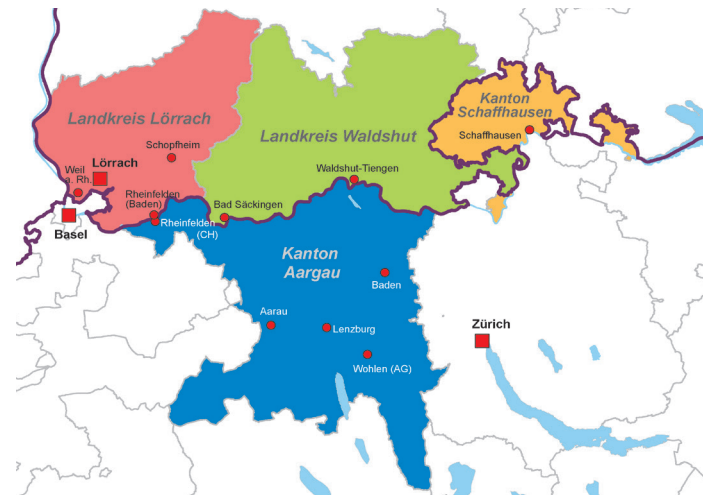 Kanton
Schaffhausen
Landkreis Lörrach
Landkreis Waldshut
Schaffhausen
Schopfheim
Lörrach
Weil
a. Rh.
Waldshut-Tiengen
Rheinfelden
(Baden)
Bad Säckingen
Basel
Rheinfelden
(CH)
Kanton
Aargau
Baden
Aarau
Lenzburg
Zürich
Wohlen (AG)